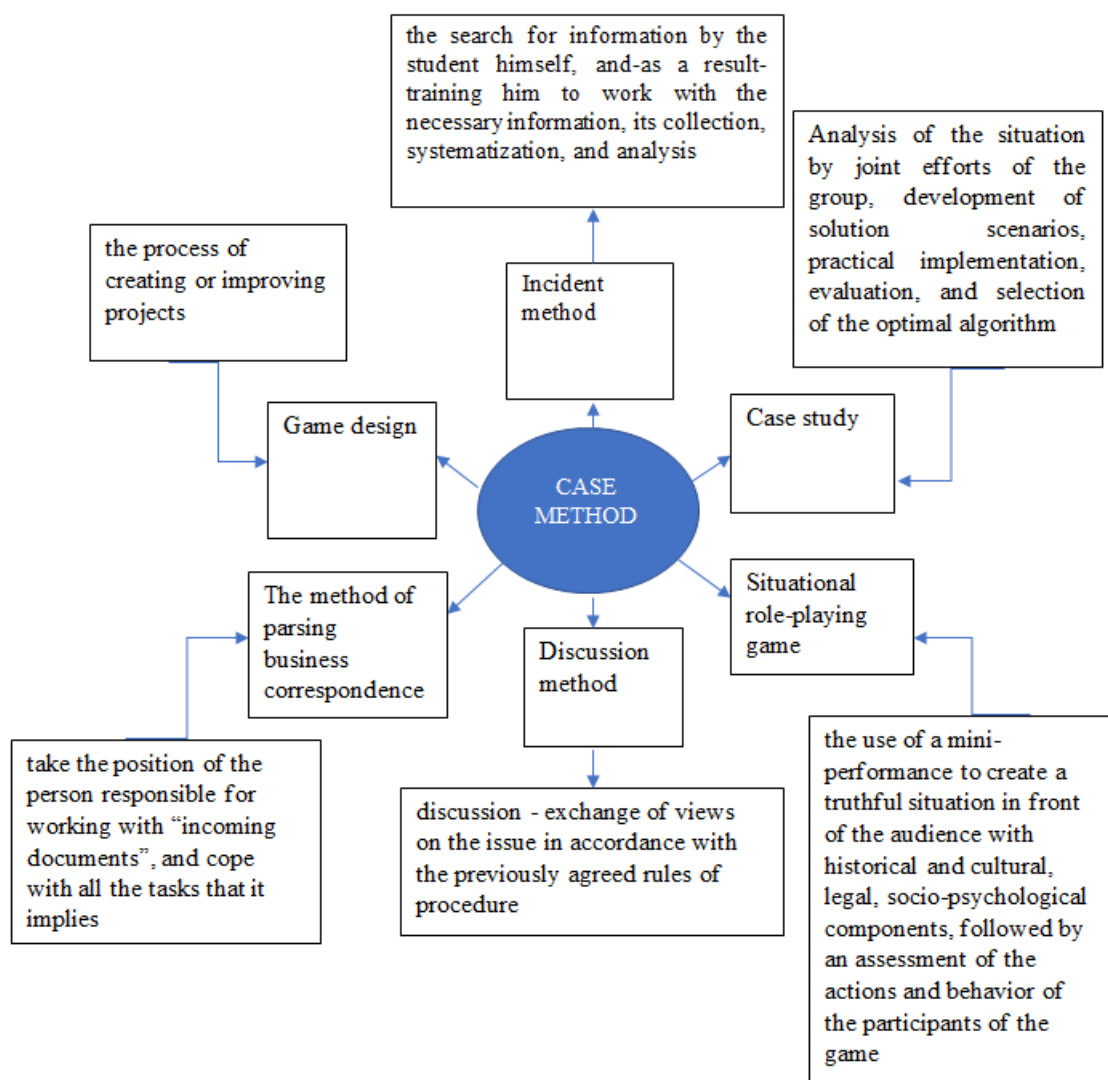 the search for information by the
student himself, and-as a result-
training him to work with the
necessary information, its collection,
systematization, and analysis
Analysis of the situation
by joint efforts of the
group, development of
solution scenarios,
practical implementation,
evaluation, and selection
of the optimal algorithm
the process of
creating or improving
projects
Incident
method
Game design
Case study
CASE
METHOD
The method of
parsing
business
correspondence
Discussion
method
Situational
role-playing
game
take the position of the
person responsible for
working with “incoming
documents”, and cope
with all the tasks that it
implies
discussion - exchange of views
on the issue in accordance with
the previously agreed rules of
procedure
the use of a mini-
performance to create a
truthful situation in front
of the audience with
historical and cultural,
legal, socio-psychological
components, followed by
an assessment of the
actions and behavior of
the participants of the
game